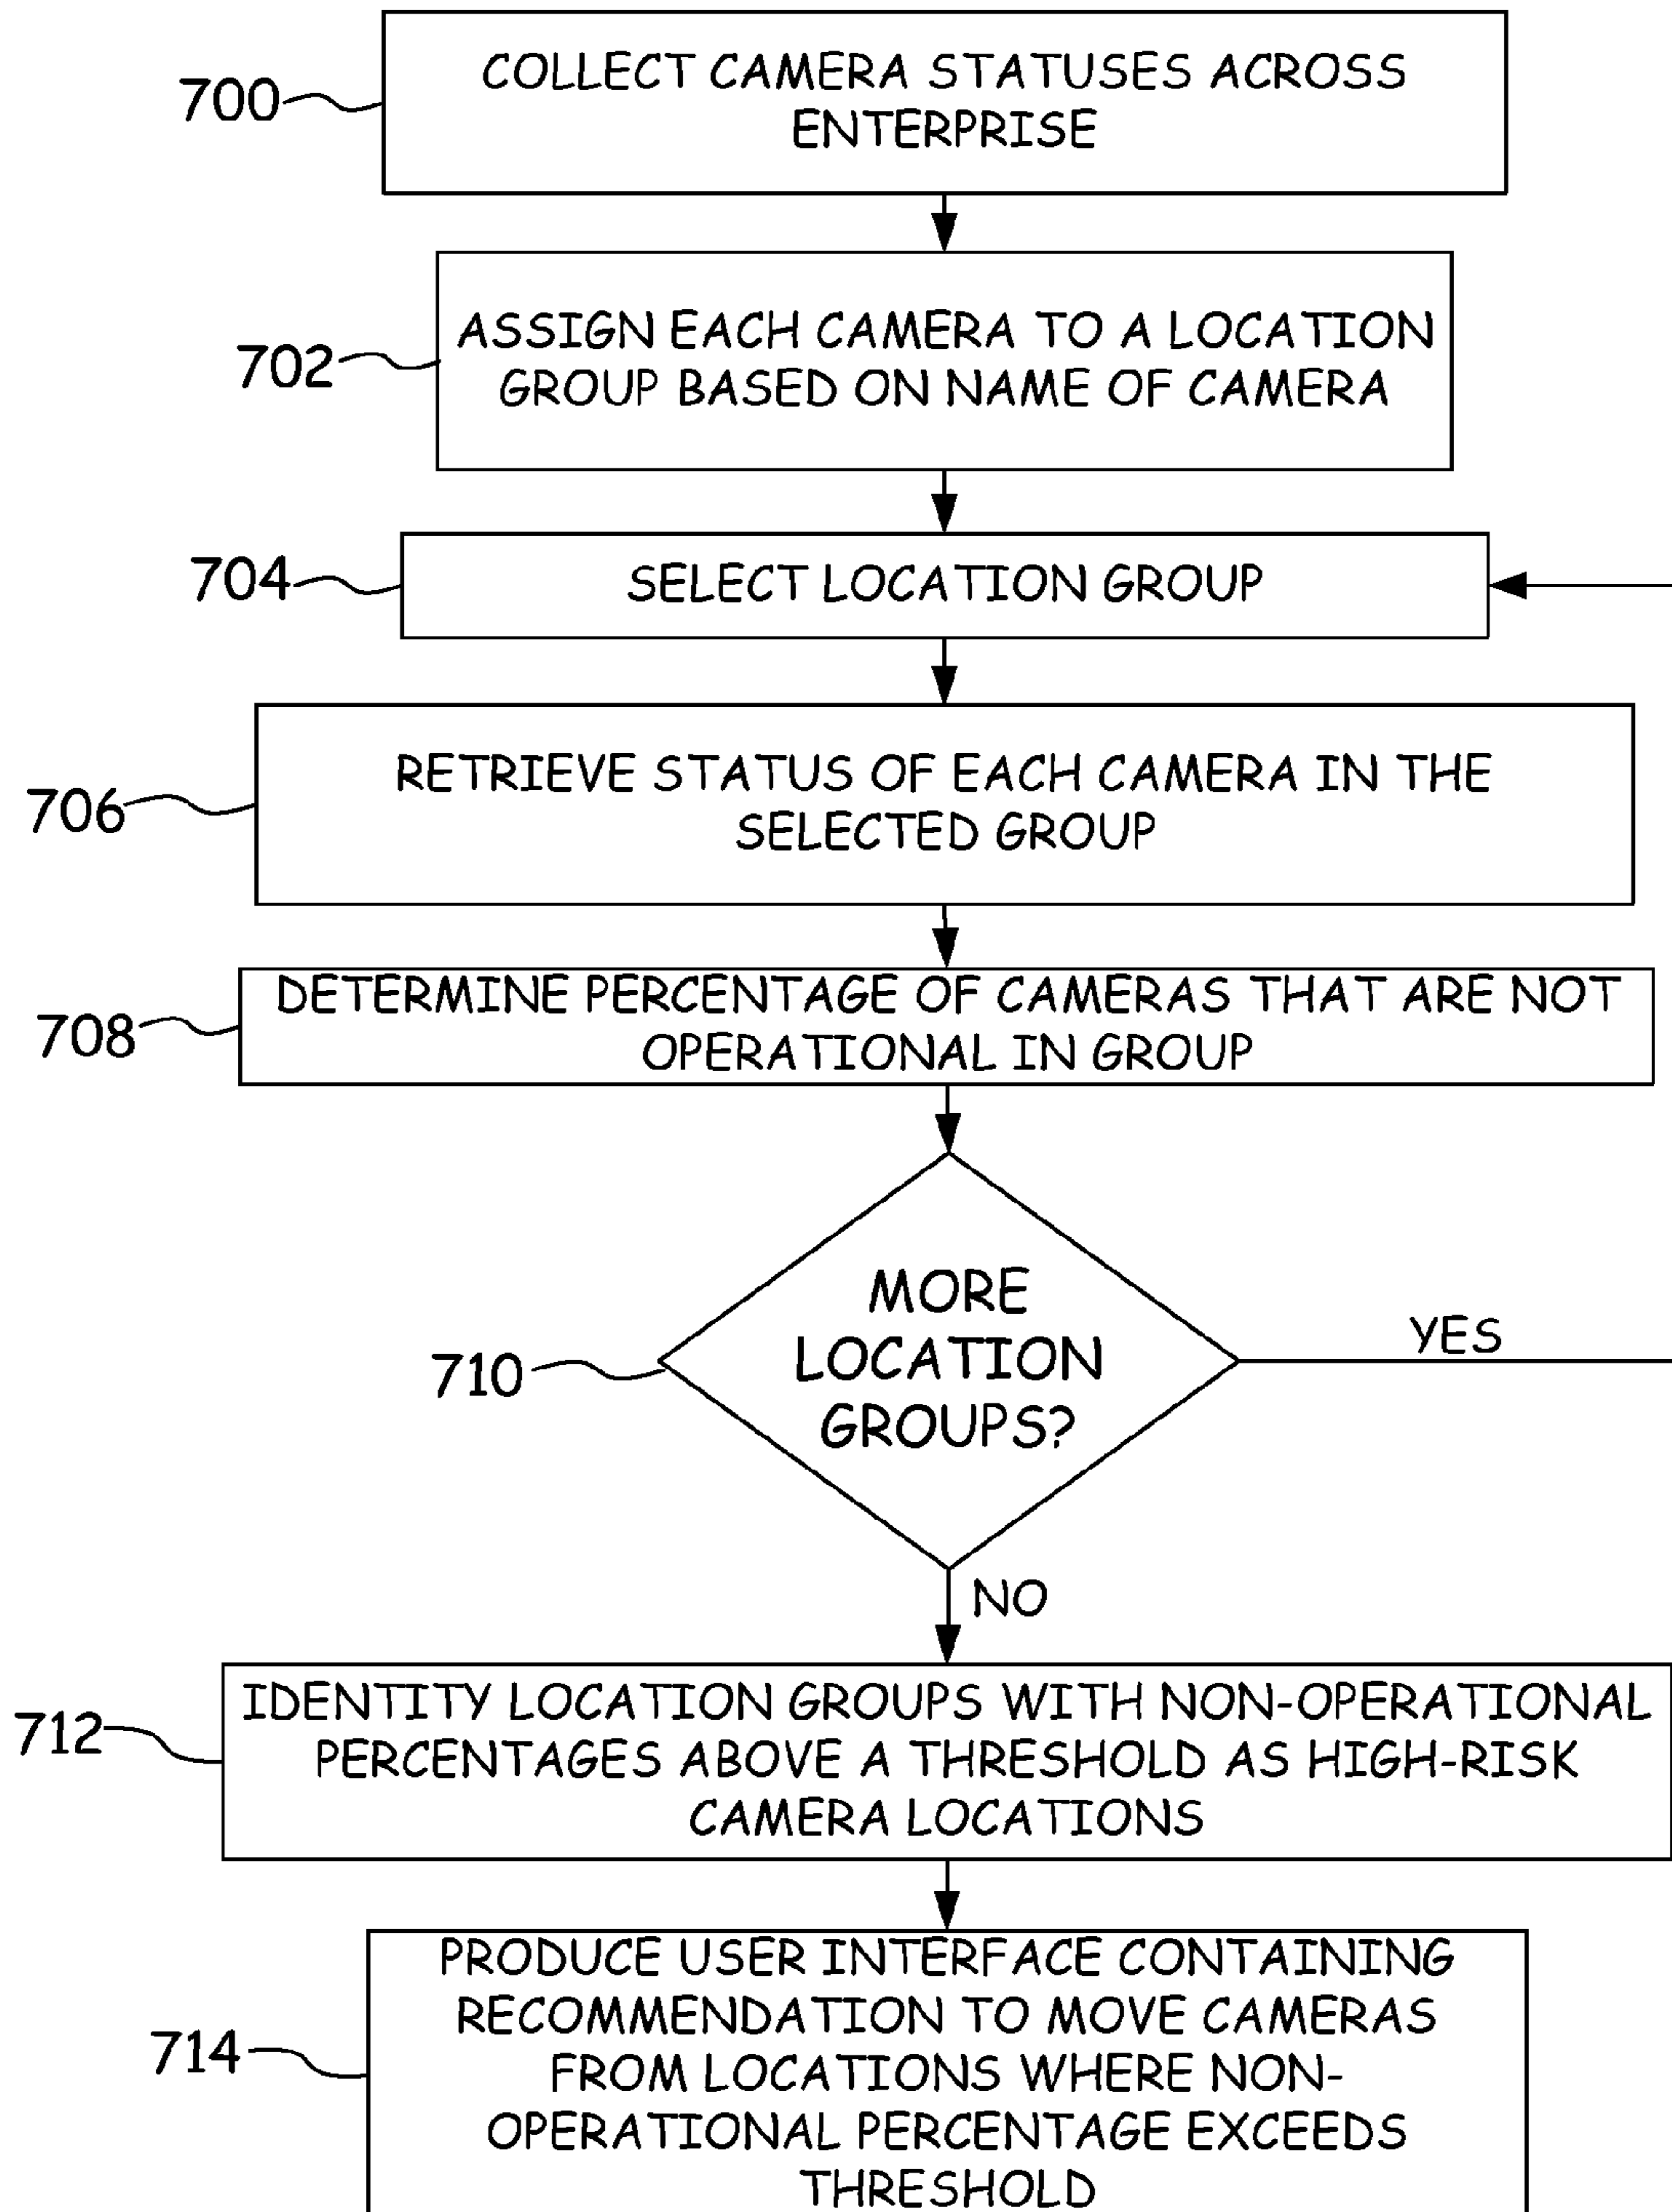 700
COLLECT CAMERA STATUSES ACROSS
ENTERPRISE
702
ASSIGN EACH CAMERA TO A LOCATION
GROUP BASED ON NAME OF CAMERA
704
SELECT LOCATION GROUP
706
RETRIEVE STATUS OF EACH CAMERA IN THE
SELECTED GROUP
708
DETERMINE PERCENTAGE OF CAMERAS THAT ARE NOT
OPERATIONAL IN GROUP
710
MORE
LOCATION
GROUPS?
YES
NO
712
IDENTITY LOCATION GROUPS WITH NON-OPERATIONAL
PERCENTAGES ABOVE A THRESHOLD AS HIGH-RISK
CAMERA LOCATIONS
714
PRODUCE USER INTERFACE CONTAINING
RECOMMENDATION TO MOVE CAMERAS
FROM LOCATIONS WHERE NON-
OPERATIONAL PERCENTAGE EXCEEDS
THRESHOLD